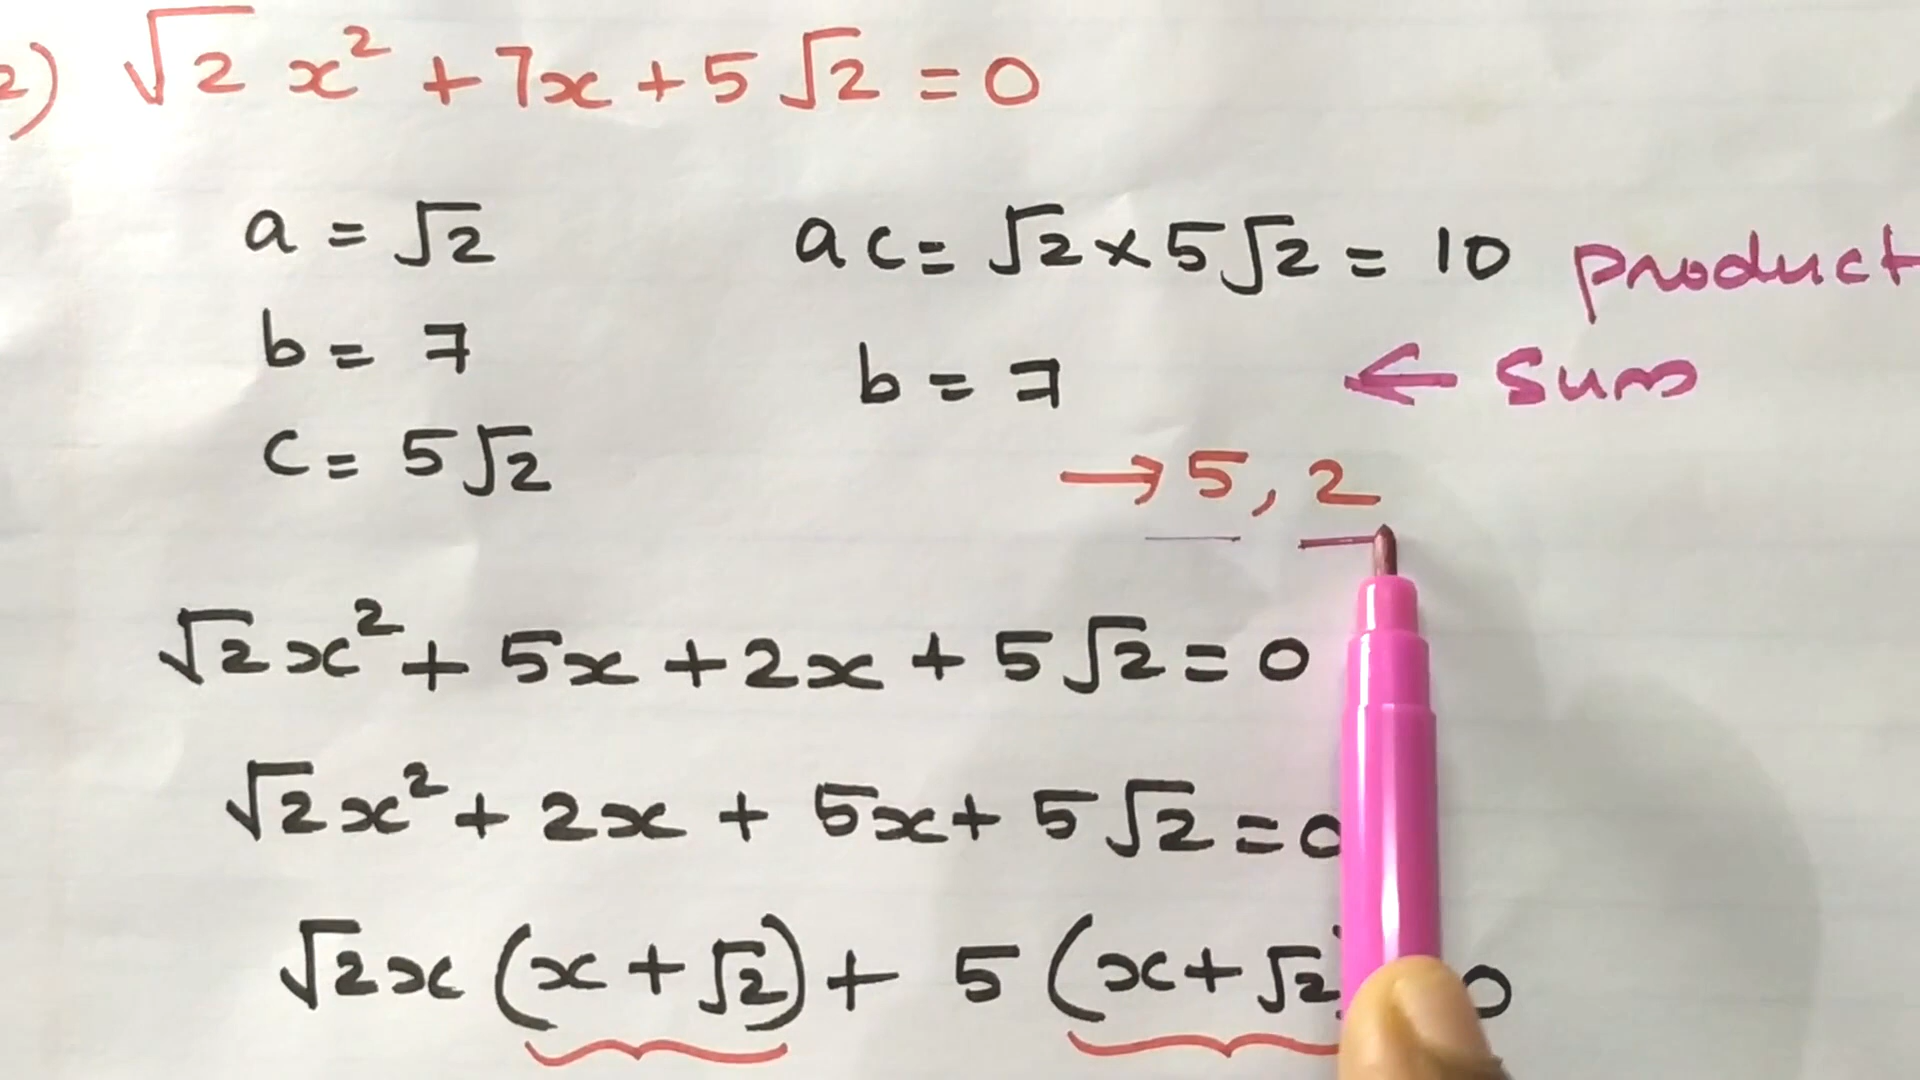 2) √2 x² + 7x + 5√2 = 0
a = √2
ac = √2 × 5√2 = 10 product
b = 7
b = 7 ← Sum
c = 5√2
→ 5, 2
√2x² + 5x + 2x + 5√2 = 0
√2x² + 2x + 5x + 5√2 = 0
√2x (x + √2) + 5 (x + √2) 0